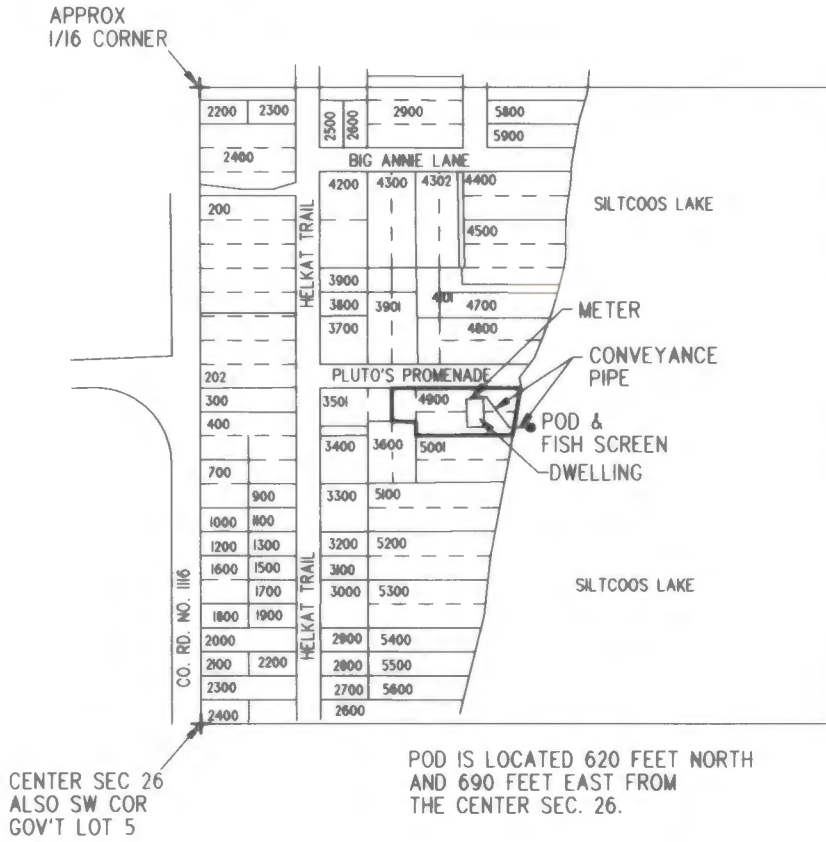 APPROX
1/16 CORNER
2200 2300
2500
2600
2900
5800
5900
2400
BIG ANNIE LANE
4200 4300 4302 4400
200
SILTCOOS LAKE
4500
HELKAT TRAIL
3900
3800 3901 4101 4700
METER
3700
4800
CONVEYANCE
PIPE
202
PLUTO'S PROMENADE
300
3501
4900
400
POD &
FISH SCREEN
3400 3600 5001
DWELLING
700
900
3300 5100
1000 1100
1200 1300
3200 5200
1600 1500
3100
SILTCOOS LAKE
1700
3000 5300
HELKAT TRAIL
CO. RD. NO. 1116
1800 1900
2000
2900 5400
2100 2200
2800 5500
2300
2700 5600
2400
2600
CENTER SEC 26
ALSO SW COR
GOV'T LOT 5
POD IS LOCATED 620 FEET NORTH
AND 690 FEET EAST FROM
THE CENTER SEC. 26.